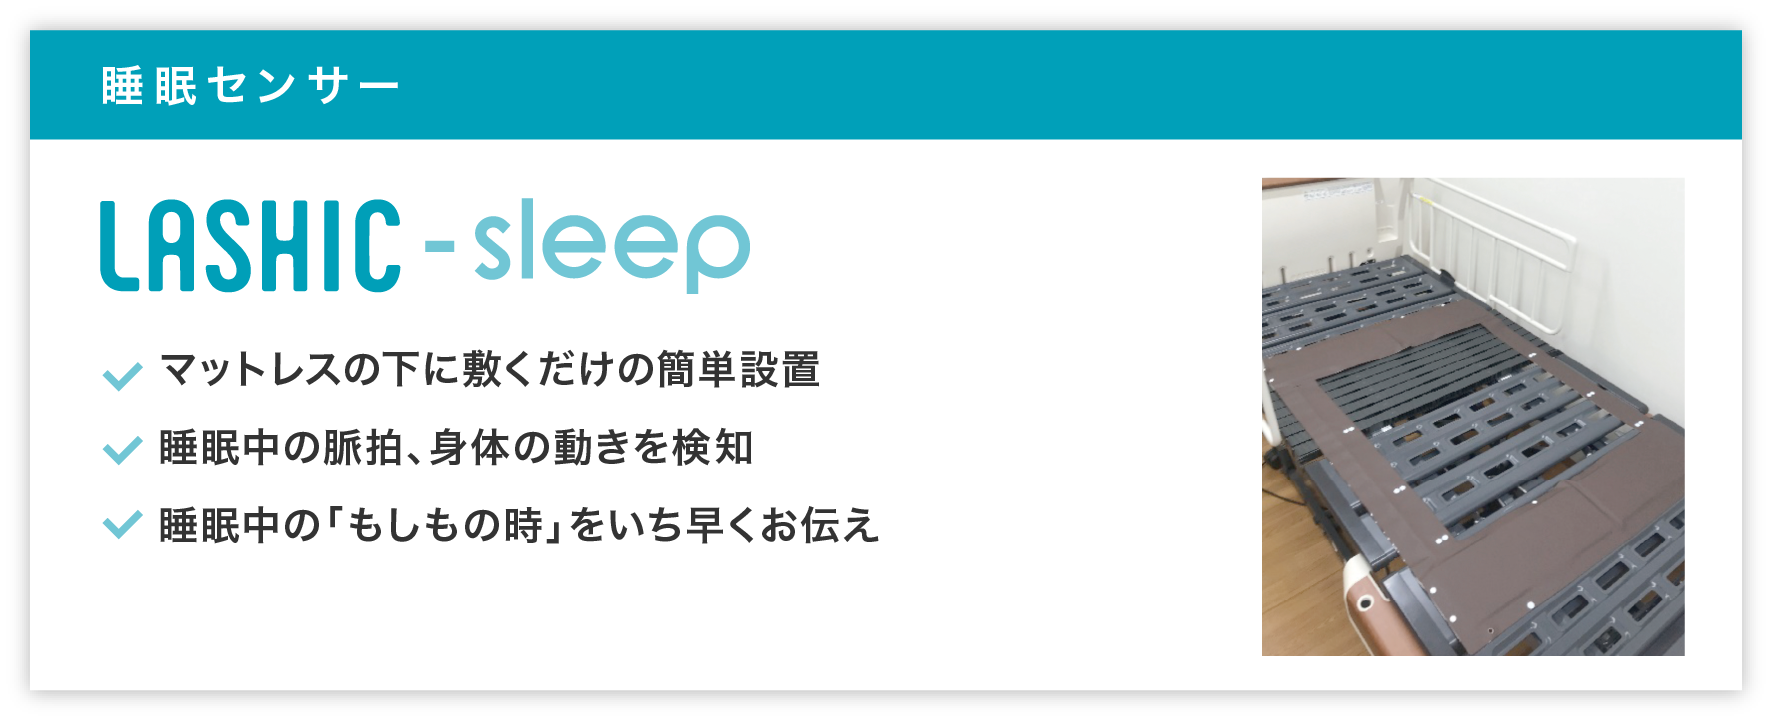 睡眠センサー
LASHIC - sleep
マットレスの下に敷くだけの簡単設置
睡眠中の脈拍、身体の動きを検知
睡眠中の「もしもの時」をいち早くお伝え